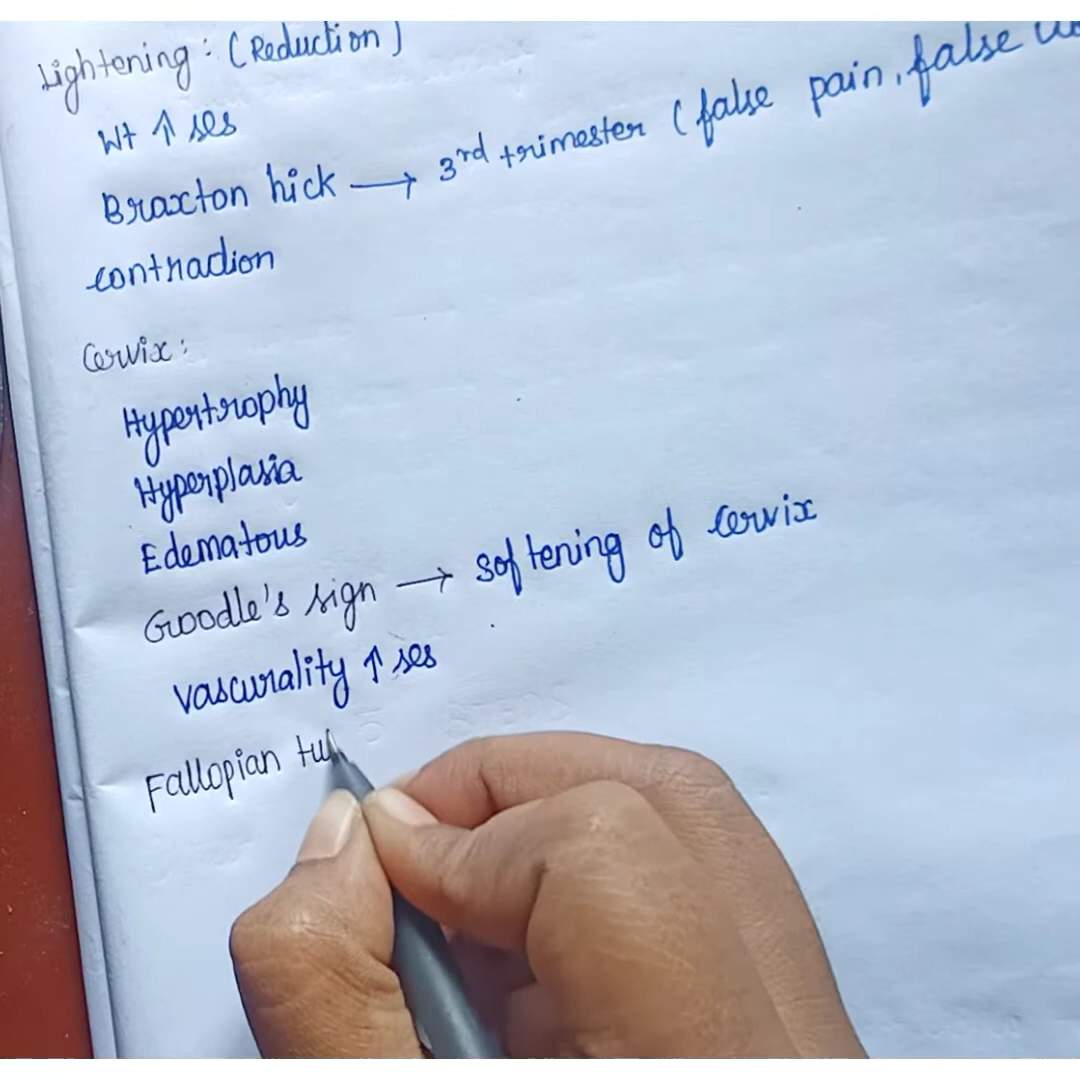 Lightening : (Reduction)
Wt ↑ ses
Braxton hick → 3rd trimester (false pain, false
contraction
Cervix :
Hypertrophy
Hyperplasia
Edematous
Goodle's sign → softening of cervix
vascurality ↑ ses
Fallopian tu